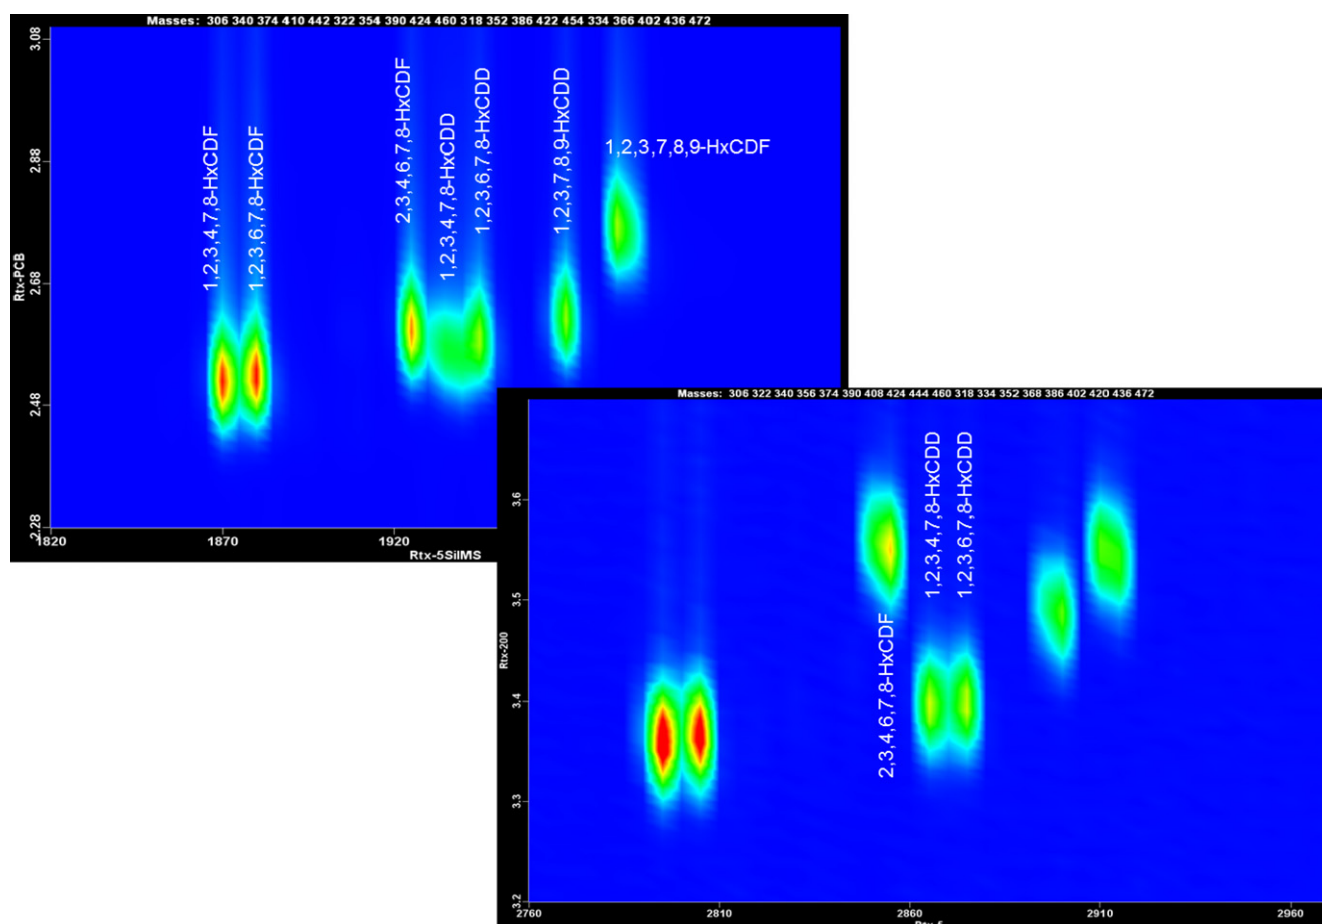 Masses: 306 340 374 410 442 322 354 390 424 460 318 352 386 422 454 334 366 402 436 472
3.08
2.88
2.68
2.48
2.28
Rtx-PCB
1,2,3,4,7,8-HxCDF
1,2,3,6,7,8-HxCDF
2,3,4,6,7,8-HxCDF
1,2,3,4,7,8-HxCDD
1,2,3,6,7,8-HxCDD
1,2,3,7,8,9-HxCDD
1,2,3,7,8,9-HxCDF
1820 1870 1920
Rtx-5SilMS
Masses: 306 322 340 356 374 390 408 424 444 460 318 334 352 368 386 402 420 436 472
3.6
3.5
3.4
3.3
3.2
Rtx-200
2,3,4,6,7,8-HxCDF
1,2,3,4,7,8-HxCDD
1,2,3,6,7,8-HxCDD
2760 2810 2860 2910 2960